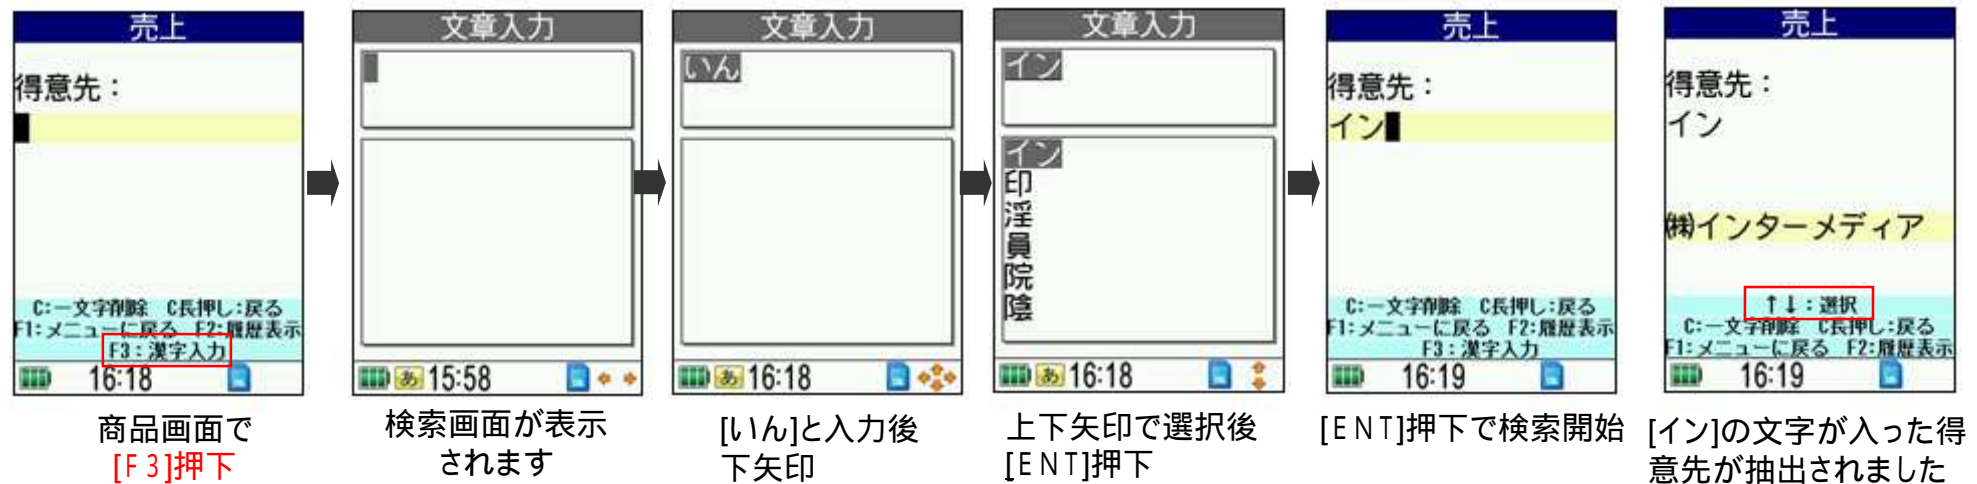 売上
得意先：
C:一文字削除 C長押し:戻る
F1:メニューに戻る F2:履歴表示
F3：漢字入力
16:18
商品画面で
[F3]押下
文章入力
あ 15:58
検索画面が表示
されます
文章入力
いん
あ 16:18
[いん]と入力後
下矢印
文章入力
イン
イン
印
淫
員
院
陰
あ 16:18
上下矢印で選択後
[ENT]押下
売上
得意先：
イン
C:一文字削除 C長押し:戻る
F1:メニューに戻る F2:履歴表示
F3：漢字入力
16:19
[ENT]押下で検索開始
売上
得意先：
イン
㈱インターメディア
↑↓：選択
C:一文字削除 C長押し:戻る
F1:メニューに戻る F2:履歴表示
16:19
[イン]の文字が入った得
意先が抽出されました